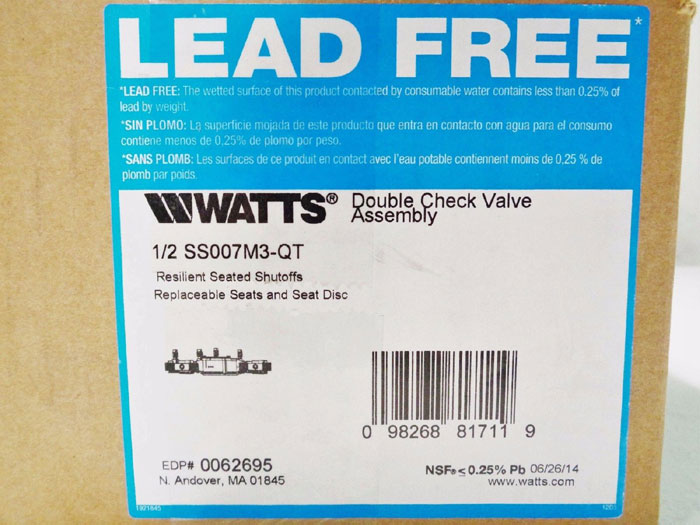 LEAD FREE*
*LEAD FREE: The wetted surface of this product contacted by consumable water contains less than 0.25% of
lead by weight.
*SIN PLOMO: La superficie mojada de este producto que entra en contacto con agua para el consumo
contiene menos de 0.25% de plomo por peso.
*SANS PLOMB: Les surfaces de ce produit en contact avec l'eau potable contiennent moins de 0,25 % de
plomb par poids.
WATTS® Double Check Valve
Assembly
1/2 SS007M3-QT
Resilient Seated Shutoffs
Replaceable Seats and Seat Disc
0 98268 81711 9
EDP# 0062695
N. Andover, MA 01845
NSF® ≤ 0.25% Pb 06/26/14
www.watts.com
1921845